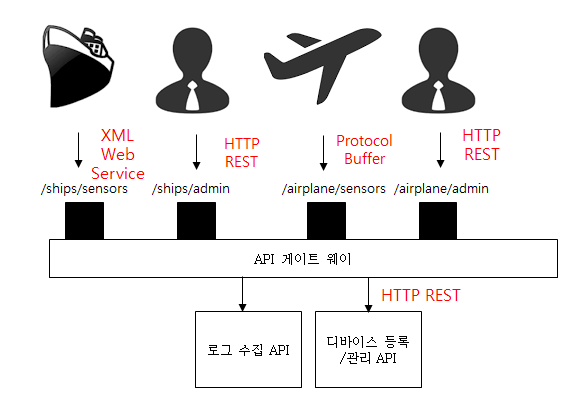 XML
Web
Service
HTTP
REST
Protocol
Buffer
HTTP
REST
/ships/sensors
/ships/admin
/airplane/sensors
/airplane/admin
API 게이트 웨이
HTTP REST
로그 수집 API
디바이스 등록
/관리 API